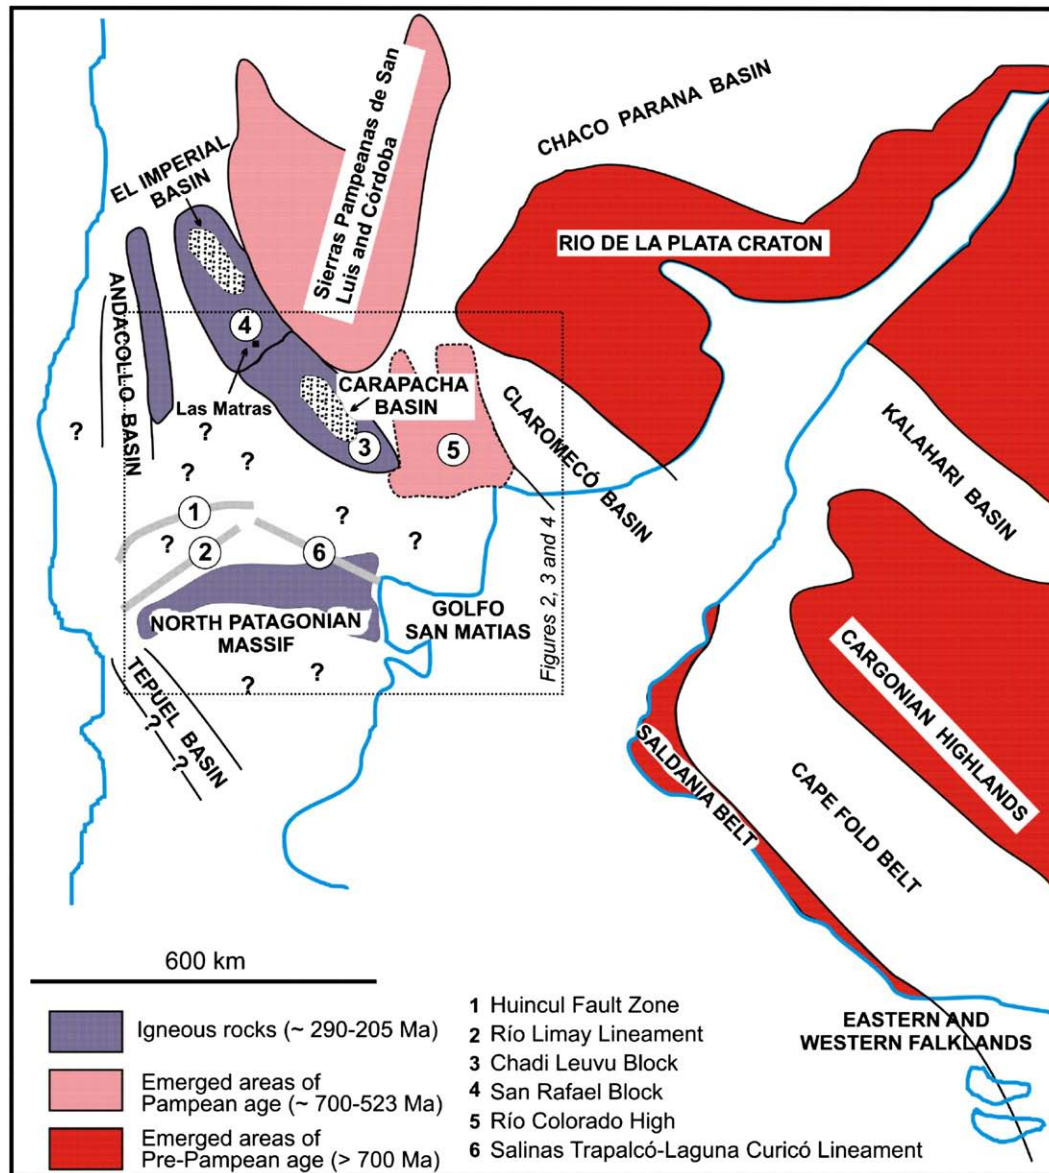 CHACO PARANA BASIN
EL IMPERIAL
BASIN
Sierras Pampeanas de San
Luis and Córdoba
RIO DE LA PLATA CRATON
ANDACOLLO BASIN
4
Las Matras
CARAPACHA
BASIN
3
5
CLAROMECÓ BASIN
KALAHARI BASIN
?
?
?
?
1
?
2
6
?
?
NORTH PATAGONIAN
MASSIF
GOLFO
SAN MATIAS
Figures 2, 3 and 4
?
?
TEPUEL BASIN
?
?
SALDANIA BELT
CARGONIAN HIGHLANDS
CAPE FOLD BELT
EASTERN AND
WESTERN FALKLANDS
600 km
Igneous rocks (~ 290-205 Ma)
Emerged areas of
Pampean age (~ 700-523 Ma)
Emerged areas of
Pre-Pampean age (> 700 Ma)
1 Huincul Fault Zone
2 Río Limay Lineament
3 Chadi Leuvu Block
4 San Rafael Block
5 Río Colorado High
6 Salinas Trapalcó-Laguna Curicó Lineament